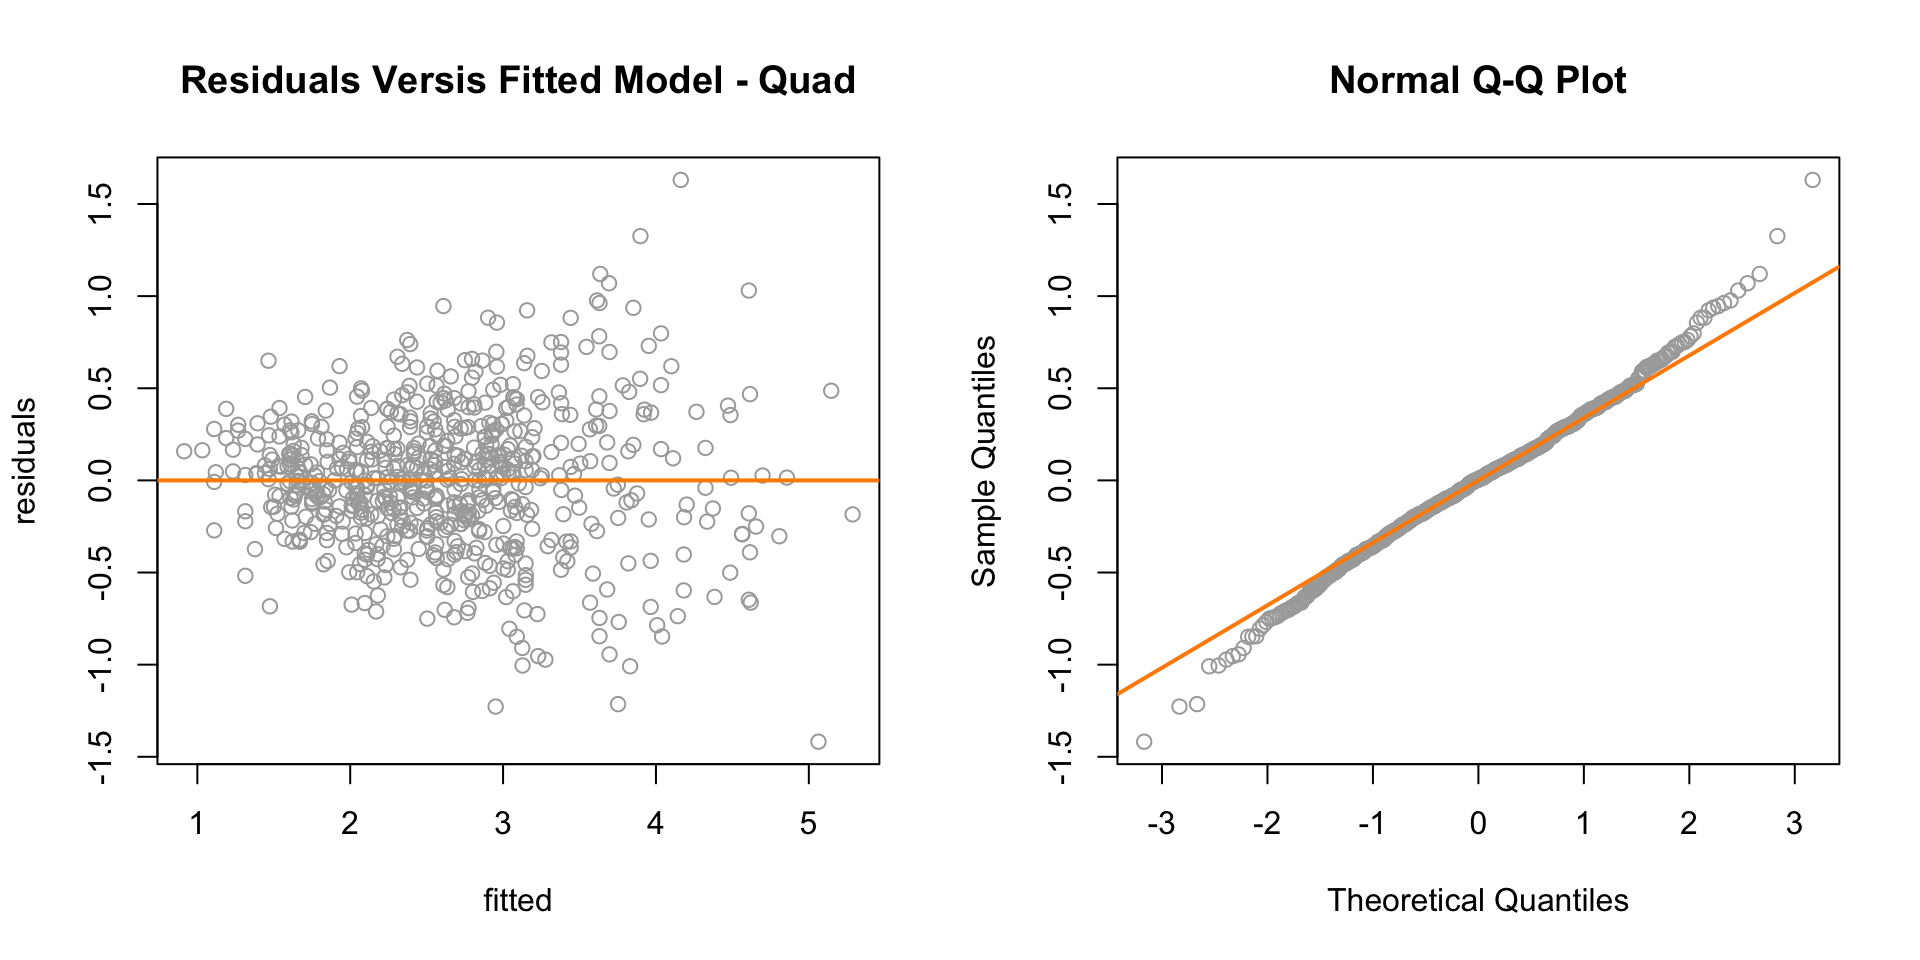 Residuals Versis Fitted Model - Quad
residuals
1.5
1.0
0.5
0.0
-0.5
-1.0
-1.5
1 2 3 4 5
fitted
Normal Q-Q Plot
Sample Quantiles
1.5
1.0
0.5
0.0
-0.5
-1.0
-1.5
-3 -2 -1 0 1 2 3
Theoretical Quantiles